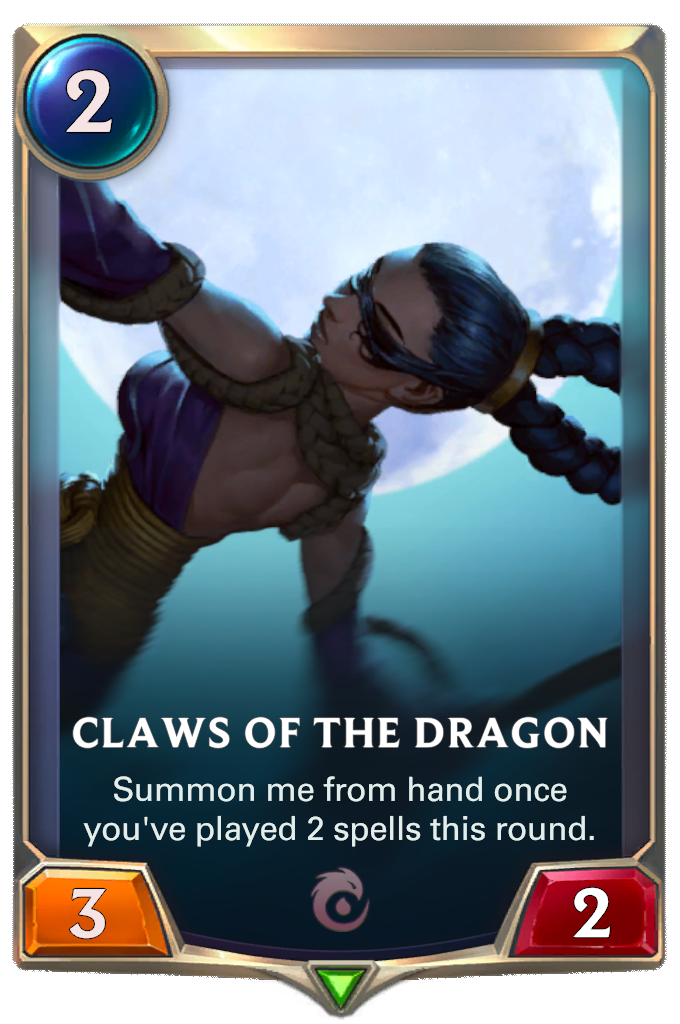 2
CLAWS OF THE DRAGON
Summon me from hand once
you've played 2 spells this round.
3
2